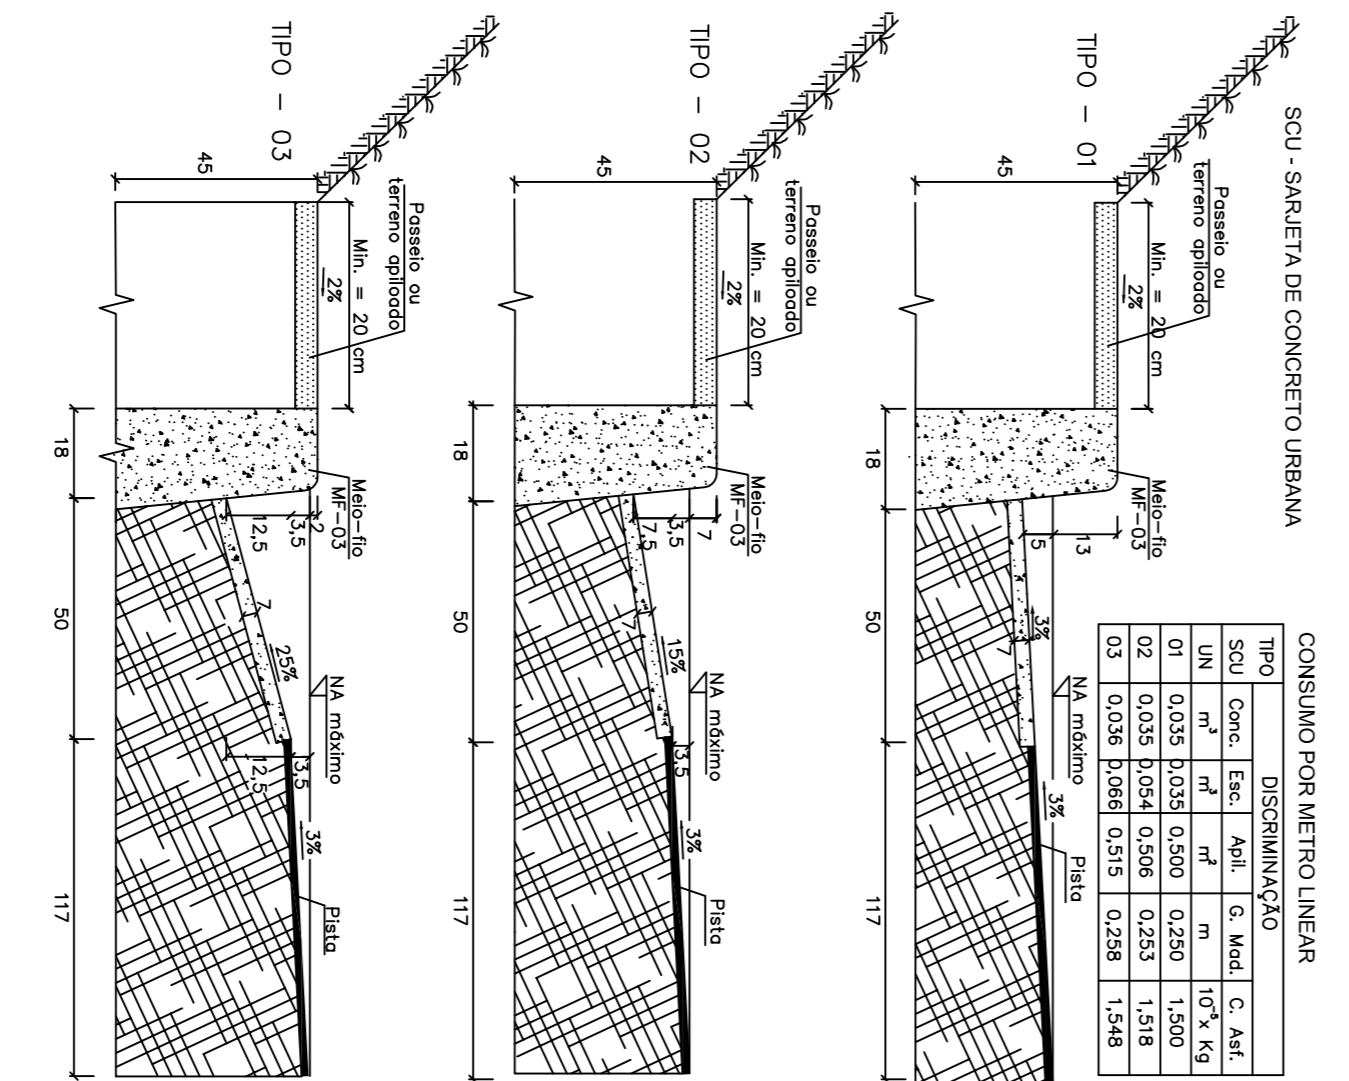 SCU - SARJETA DE CONCRETO URBANA
CONSUMO POR METRO LINEAR
TIPO DISCRIMINAÇÃO
SCU Conc. Esc. Apil. G. Mad. C. Asf.
UN m³ m³ m² m 10⁻⁵x Kg
01 0,035 0,035 0,500 0,250 1,500
02 0,035 0,054 0,506 0,253 1,518
03 0,036 0,066 0,515 0,258 1,548
TIPO - 01
Passeio ou
terreno apiloado
Min. = 20 cm
2%
45
Meio-fio
MF-03
13
5
3%
7
NA máximo
3%
Pista
18
50
117
TIPO - 02
Passeio ou
terreno apiloado
Min. = 20 cm
2%
45
Meio-fio
MF-03
7
3,5
7,5
15%
7
NA máximo
3,5
3%
Pista
18
50
117
TIPO - 03
Passeio ou
terreno apiloado
Min. = 20 cm
2%
45
Meio-fio
MF-03
2
3,5
12,5
7
25%
NA máximo
3,5
12,5
3%
Pista
18
50
117